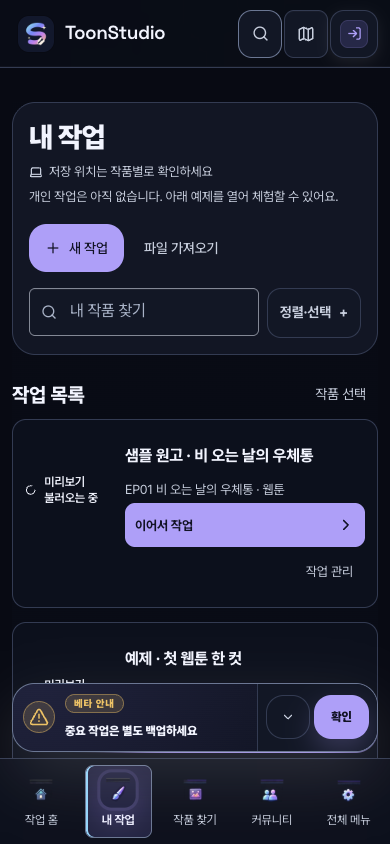 ToonStudio
내 작업
저장 위치는 작품별로 확인하세요
개인 작업은 아직 없습니다. 아래 예제를 열어 체험할 수 있어요.
+ 새 작업
파일 가져오기
내 작품 찾기
정렬·선택 +
작업 목록
작품 선택
샘플 원고 · 비 오는 날의 우체통
미리보기
불러오는 중
EP01 비 오는 날의 우체통 · 웹툰
이어서 작업
작업 관리
예제 · 첫 웹툰 한 컷
베타 안내
중요 작업은 별도 백업하세요
확인
작업 홈
내 작업
작품 찾기
커뮤니티
전체 메뉴